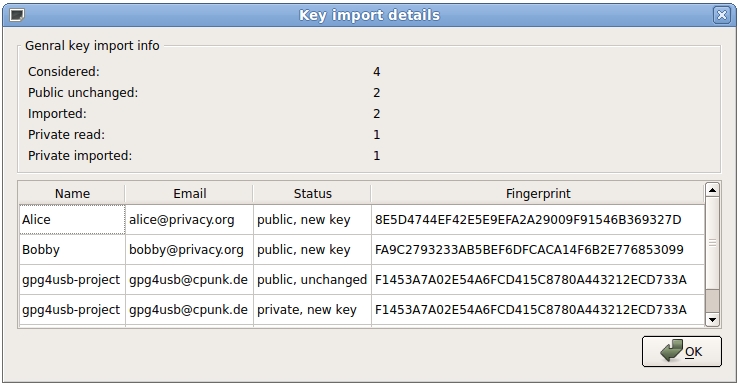 Key import details
Genral key import info
Considered: 4
Public unchanged: 2
Imported: 2
Private read: 1
Private imported: 1
Name Email Status Fingerprint
Alice alice@privacy.org public, new key 8E5D4744EF42E5E9EFA2A29009F91546B369327D
Bobby bobby@privacy.org public, new key FA9C2793233AB5BEF6DFCACA14F6B2E776853099
gpg4usb-project gpg4usb@cpunk.de public, unchanged F1453A7A02E54A6FCD415C8780A443212ECD733A
gpg4usb-project gpg4usb@cpunk.de private, new key F1453A7A02E54A6FCD415C8780A443212ECD733A
OK